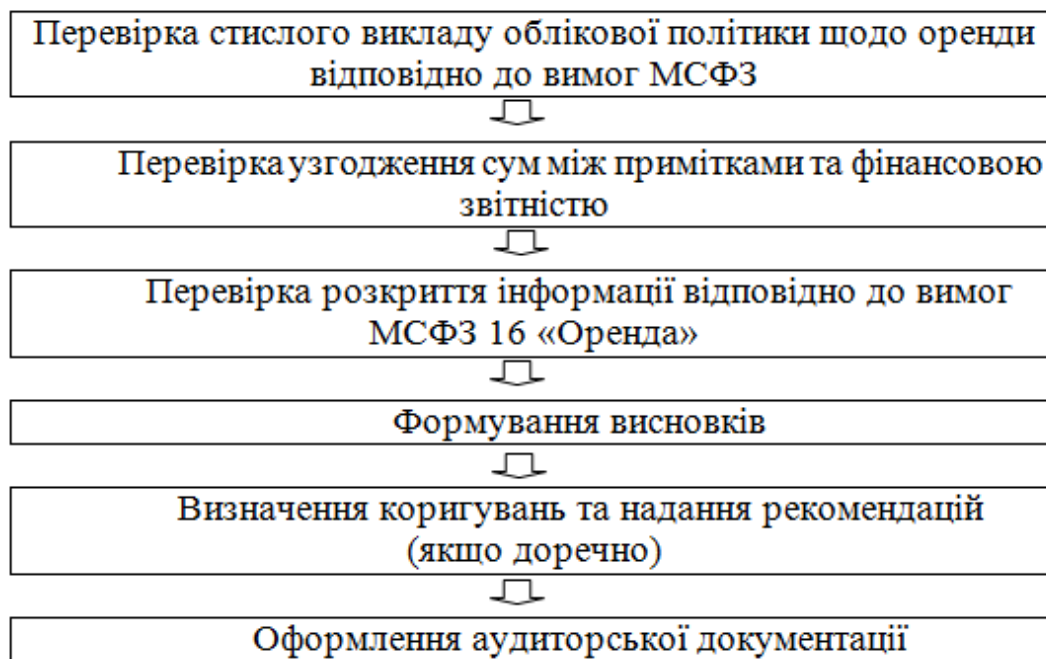 Перевірка стислого викладу облікової політики щодо оренди
відповідно до вимог МСФЗ
Перевірка узгодження сум між примітками та фінансовою
звітністю
Перевірка розкриття інформації відповідно до вимог
МСФЗ 16 «Оренда»
Формування висновків
Визначення коригувань та надання рекомендацій
(якщо доречно)
Оформлення аудиторської документації